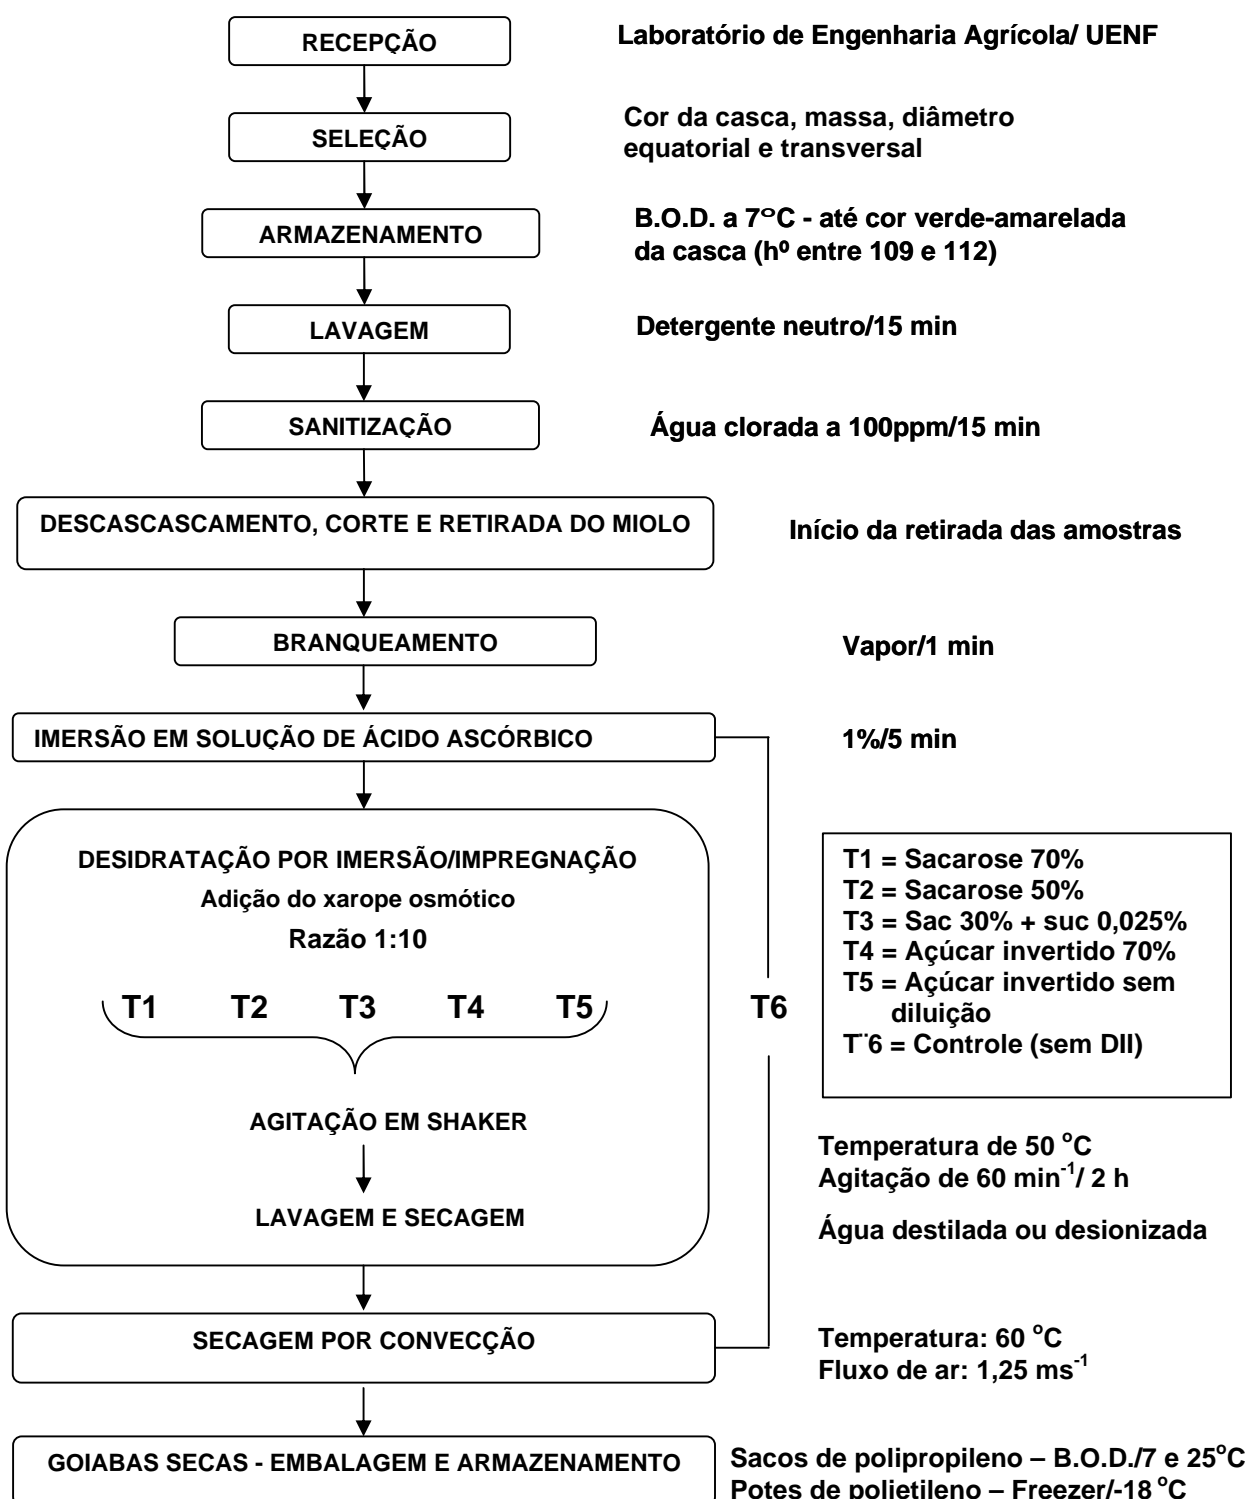 RECEPÇÃO
Laboratório de Engenharia Agrícola/ UENF
SELEÇÃO
Cor da casca, massa, diâmetro
equatorial e transversal
ARMAZENAMENTO
B.O.D. a 7ºC - até cor verde-amarelada
da casca (hº entre 109 e 112)
LAVAGEM
Detergente neutro/15 min
SANITIZAÇÃO
Água clorada a 100ppm/15 min
DESCASCASCAMENTO, CORTE E RETIRADA DO MIOLO
Início da retirada das amostras
BRANQUEAMENTO
Vapor/1 min
IMERSÃO EM SOLUÇÃO DE ÁCIDO ASCÓRBICO
1%/5 min
DESIDRATAÇÃO POR IMERSÃO/IMPREGNAÇÃO
Adição do xarope osmótico
Razão 1:10
T1 T2 T3 T4 T5
T6
T1 = Sacarose 70%
T2 = Sacarose 50%
T3 = Sac 30% + suc 0,025%
T4 = Açúcar invertido 70%
T5 = Açúcar invertido sem
diluição
T¨6 = Controle (sem DII)
AGITAÇÃO EM SHAKER
Temperatura de 50 ºC
Agitação de 60 min⁻¹/ 2 h
LAVAGEM E SECAGEM
Água destilada ou desionizada
SECAGEM POR CONVECÇÃO
Temperatura: 60 ºC
Fluxo de ar: 1,25 ms⁻¹
GOIABAS SECAS - EMBALAGEM E ARMAZENAMENTO
Sacos de polipropileno – B.O.D./7 e 25ºC
Potes de polietileno – Freezer/-18 ºC